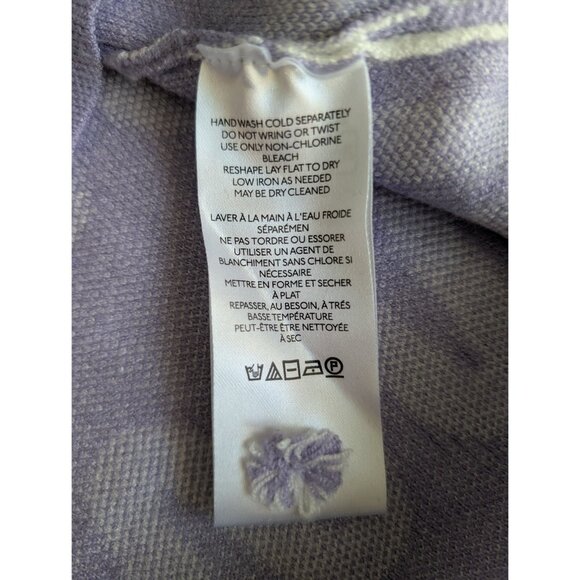 HAND WASH COLD SEPARATELY
DO NOT WRING OR TWIST
USE ONLY NON-CHLORINE
BLEACH
RESHAPE LAY FLAT TO DRY
LOW IRON AS NEEDED
MAY BE DRY CLEANED
LAVER À LA MAIN À L'EAU FROIDE
SÉPARÉMEN
NE PAS TORDRE OU ESSORER
UTILISER UN AGENT DE
BLANCHIMENT SANS CHLORE SI
NÉCESSAIRE
METTRE EN FORME ET SECHER
À PLAT
REPASSER, AU BESOIN, À TRÉS
BASSE TEMPÉRATURE
PEUT-ÊTRE ÊTRE NETTOYÉE
À SEC
P